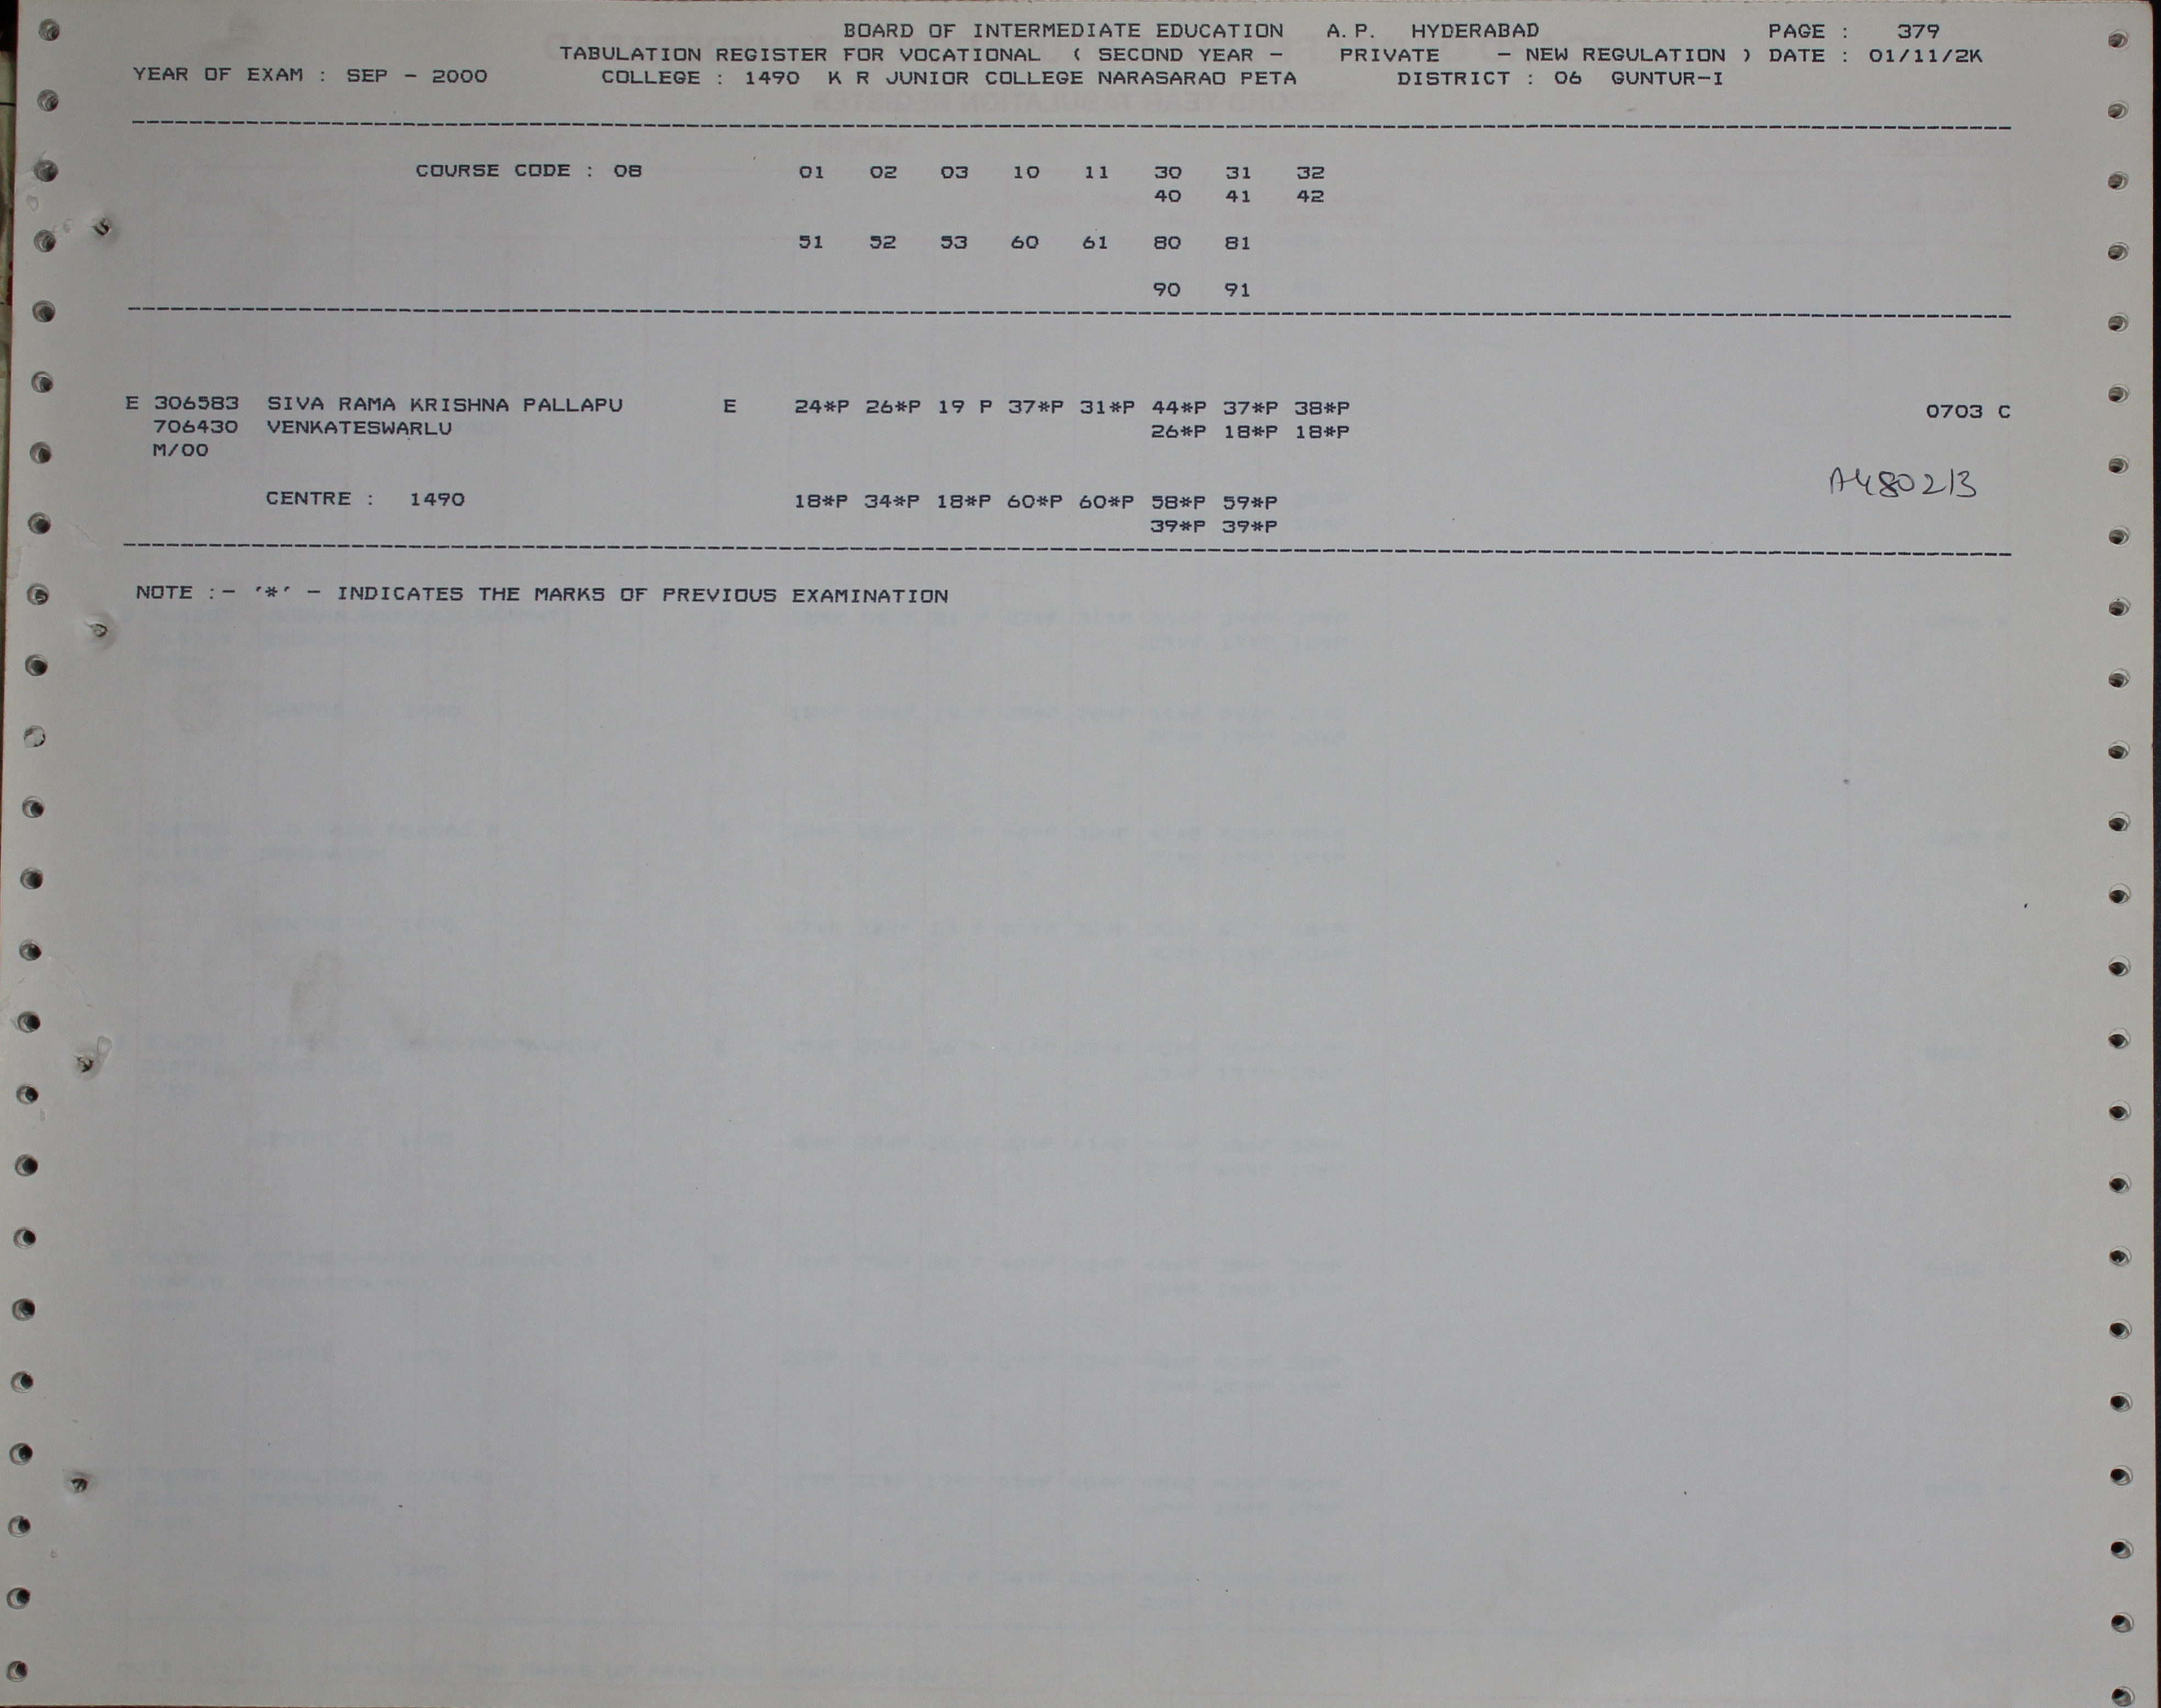 BOARD OF INTERMEDIATE EDUCATION A.P. HYDERABAD PAGE : 379
TABULATION REGISTER FOR VOCATIONAL ( SECOND YEAR - PRIVATE - NEW REGULATION ) DATE : 01/11/2K
YEAR OF EXAM : SEP - 2000 COLLEGE : 1490 K R JUNIOR COLLEGE NARASARAO PETA DISTRICT : 06 GUNTUR-I
COURSE CODE : 08 01 02 03 10 11 30 31 32
40 41 42
51 52 53 60 61 80 81
90 91
E 306583 SIVA RAMA KRISHNA PALLAPU E 24*P 26*P 19 P 37*P 31*P 44*P 37*P 38*P 0703 C
706430 VENKATESWARLU 26*P 18*P 18*P
M/00
A480213
CENTRE : 1490 18*P 34*P 18*P 60*P 60*P 58*P 59*P
39*P 39*P
NOTE :- '*' - INDICATES THE MARKS OF PREVIOUS EXAMINATION